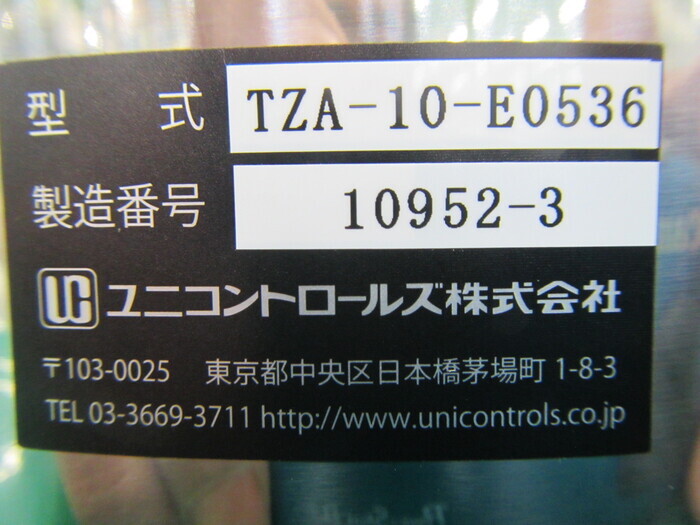 型 式 TZA-10-E0536
製造番号 10952-3
UC ユニコントロールズ株式会社
〒103-0025 東京都中央区日本橋茅場町 1-8-3
TEL 03-3669-3711 http://www.unicontrols.co.jp